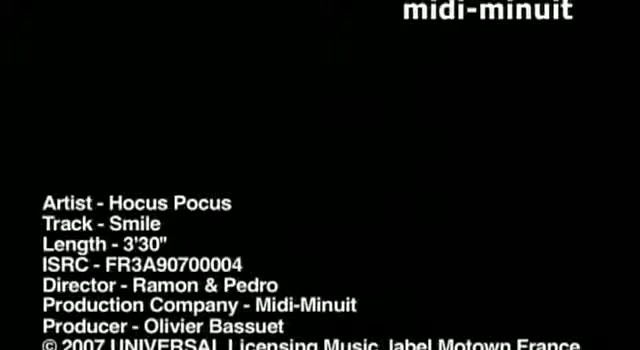 midi-minuit
Artist - Hocus Pocus
Track - Smile
Length - 3'30"
ISRC - FR3A90700004
Director - Ramon & Pedro
Production Company - Midi-Minuit
Producer - Olivier Bassuet
© 2007 UNIVERSAL Licensing Music, label Motown France